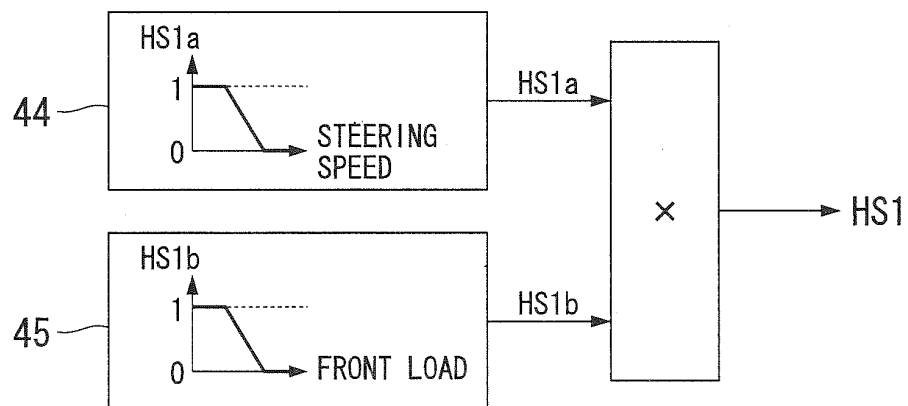 HS1a
1
0
STEERING
SPEED
44
HS1a
HS1b
1
0
FRONT LOAD
45
HS1b
×
HS1